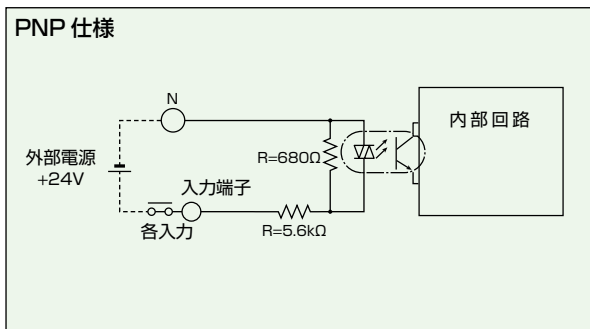 PNP 仕様
N
内部回路
外部電源
+24V
R=680Ω
入力端子
各入力
R=5.6kΩ